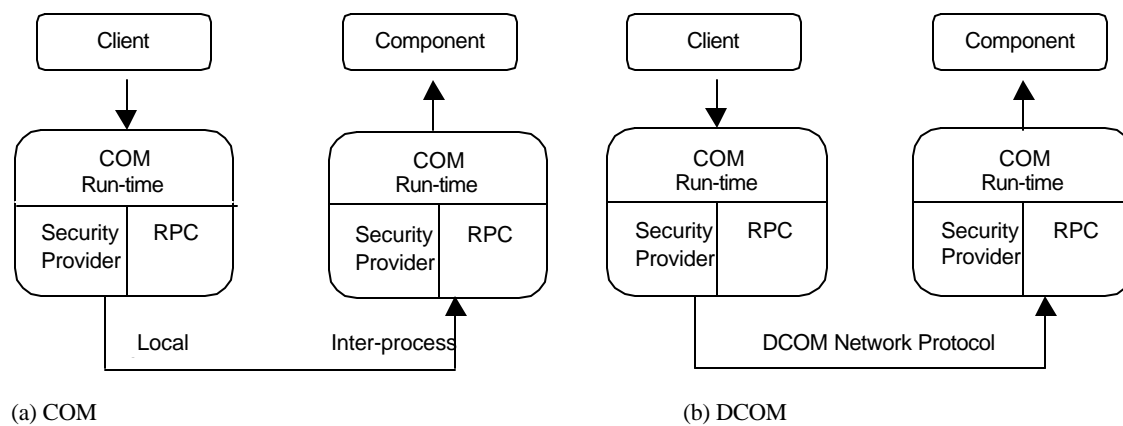 Client
Component
COM
Run-time
COM
Run-time
Security
Provider
RPC
Security
Provider
RPC
Local
Inter-process
(a) COM
Client
Component
COM
Run-time
COM
Run-time
Security
Provider
RPC
Security
Provider
RPC
DCOM Network Protocol
(b) DCOM